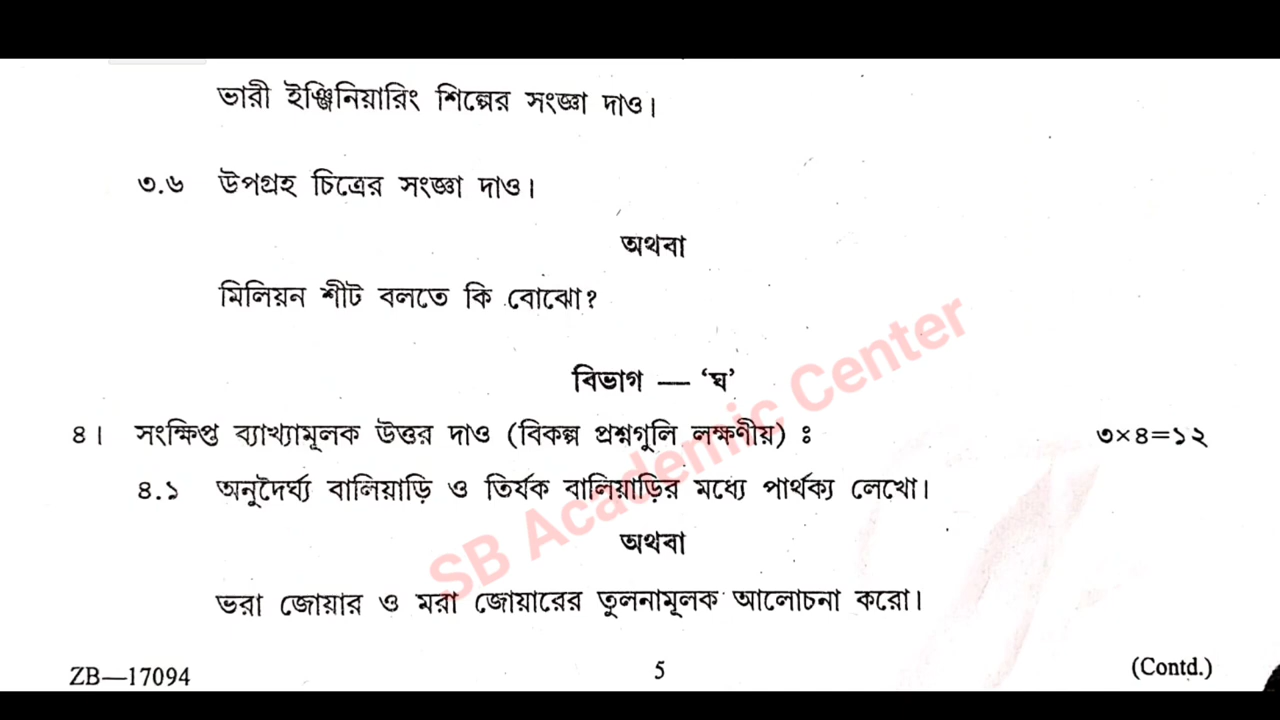 ভারী ইঞ্জিনিয়ারিং শিল্পের সংজ্ঞা দাও।
৩.৬ উপগ্রহ চিত্রের সংজ্ঞা দাও।
অথবা
মিলিয়ন শীট বলতে কি বোঝো?
বিভাগ — ‘ঘ’
৪। সংক্ষিপ্ত ব্যাখ্যামূলক উত্তর দাও (বিকল্প প্রশ্নগুলি লক্ষণীয়) ঃ ৩×৪=১২
৪.১ অনুদৈর্ঘ্য বালিয়াড়ি ও তির্যক বালিয়াড়ির মধ্যে পার্থক্য লেখো।
অথবা
ভরা জোয়ার ও মরা জোয়ারের তুলনামূলক আলোচনা করো।
SB Academic Center
ZB—17094 5 (Contd.)